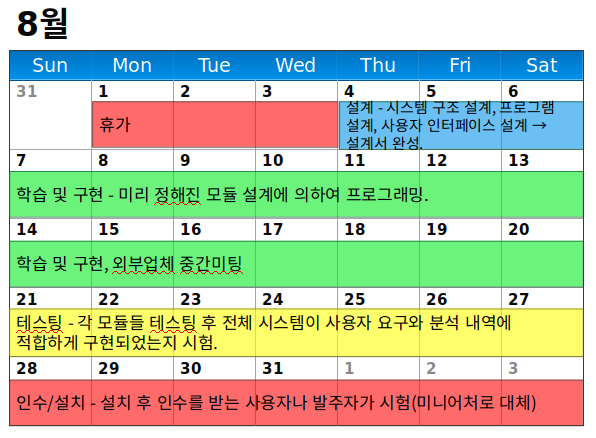 8월
Sun Mon Tue Wed Thu Fri Sat
31 1 2 3 4 5 6
휴가
설계 - 시스템 구조 설계, 프로그램
설계, 사용자 인터페이스 설계 →
설계서 완성.
7 8 9 10 11 12 13
학습 및 구현 - 미리 정해진 모듈 설계에 의하여 프로그래밍.
14 15 16 17 18 19 20
학습 및 구현, 외부업체 중간미팅
21 22 23 24 25 26 27
테스팅 - 각 모듈들 테스팅 후 전체 시스템이 사용자 요구와 분석 내역에
적합하게 구현되었는지 시험.
28 29 30 31 1 2 3
인수/설치 - 설치 후 인수를 받는 사용자나 발주자가 시험(미니어처로 대체)